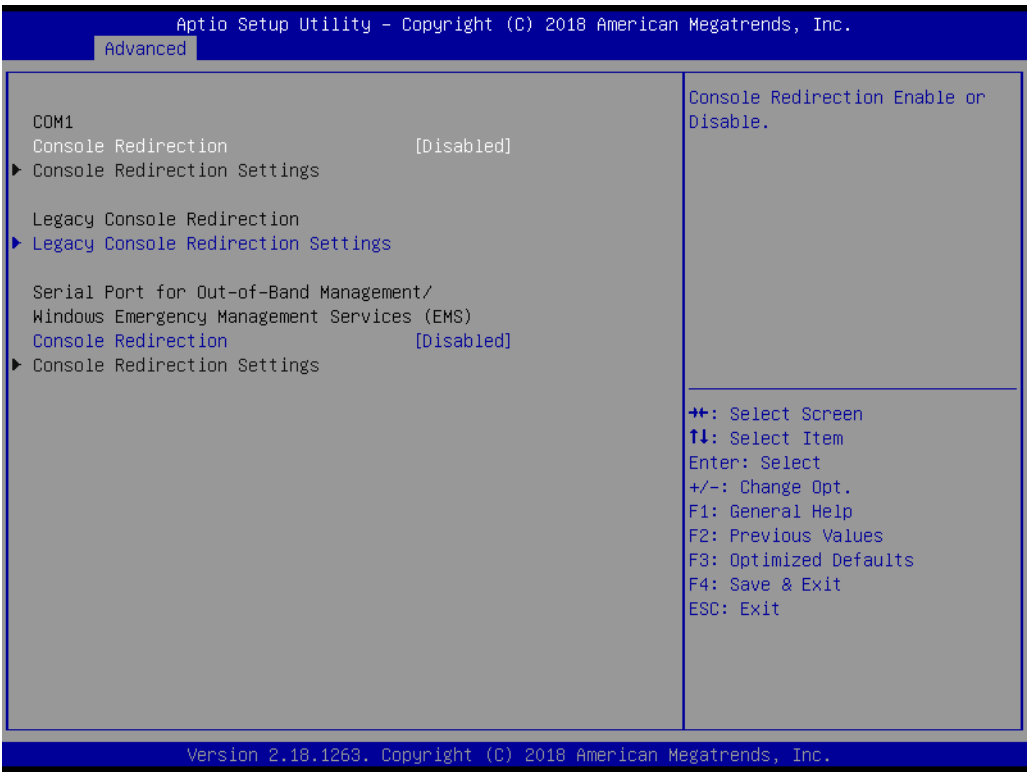 Aptio Setup Utility – Copyright (C) 2018 American Megatrends, Inc.
Advanced
COM1
Console Redirection [Disabled]
Console Redirection Settings
Legacy Console Redirection
Legacy Console Redirection Settings
Serial Port for Out-of-Band Management/
Windows Emergency Management Services (EMS)
Console Redirection [Disabled]
Console Redirection Settings
Console Redirection Enable or
Disable.
→←: Select Screen
↑↓: Select Item
Enter: Select
+/-: Change Opt.
F1: General Help
F2: Previous Values
F3: Optimized Defaults
F4: Save & Exit
ESC: Exit
Version 2.18.1263. Copyright (C) 2018 American Megatrends, Inc.